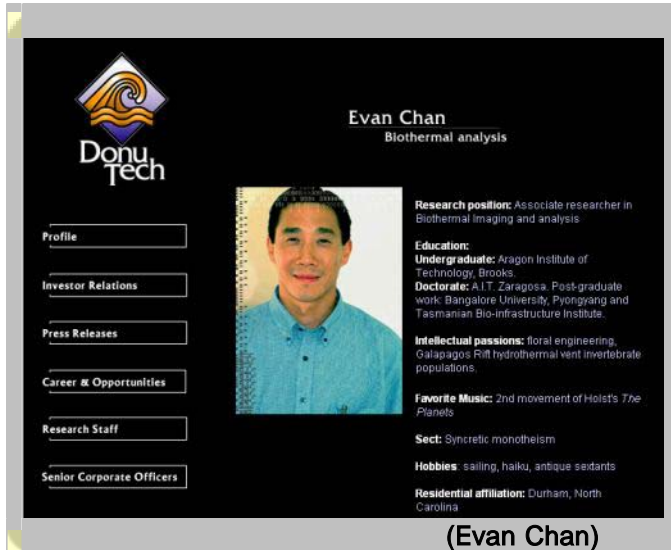 Donu
Tech
Evan Chan
Biothermal analysis
Profile
Investor Relations
Press Releases
Career & Opportunities
Research Staff
Senior Corporate Officers
Research position: Associate researcher in
Biothermal Imaging and analysis
Education:
Undergraduate: Aragon Institute of
Technology, Brooks.
Doctorate: A.I.T. Zaragosa. Post-graduate
work: Bangalore University, Pyongyang and
Tasmanian Bio-infrastructure Institute.
Intellectual passions: floral engineering,
Galapagos Rift hydrothermal vent invertebrate
populations.
Favorite Music: 2nd movement of Holst's The
Planets
Sect: Syncretic monotheism
Hobbies: sailing, haiku, antique sextants
Residential affiliation: Durham, North
Carolina
(Evan Chan)